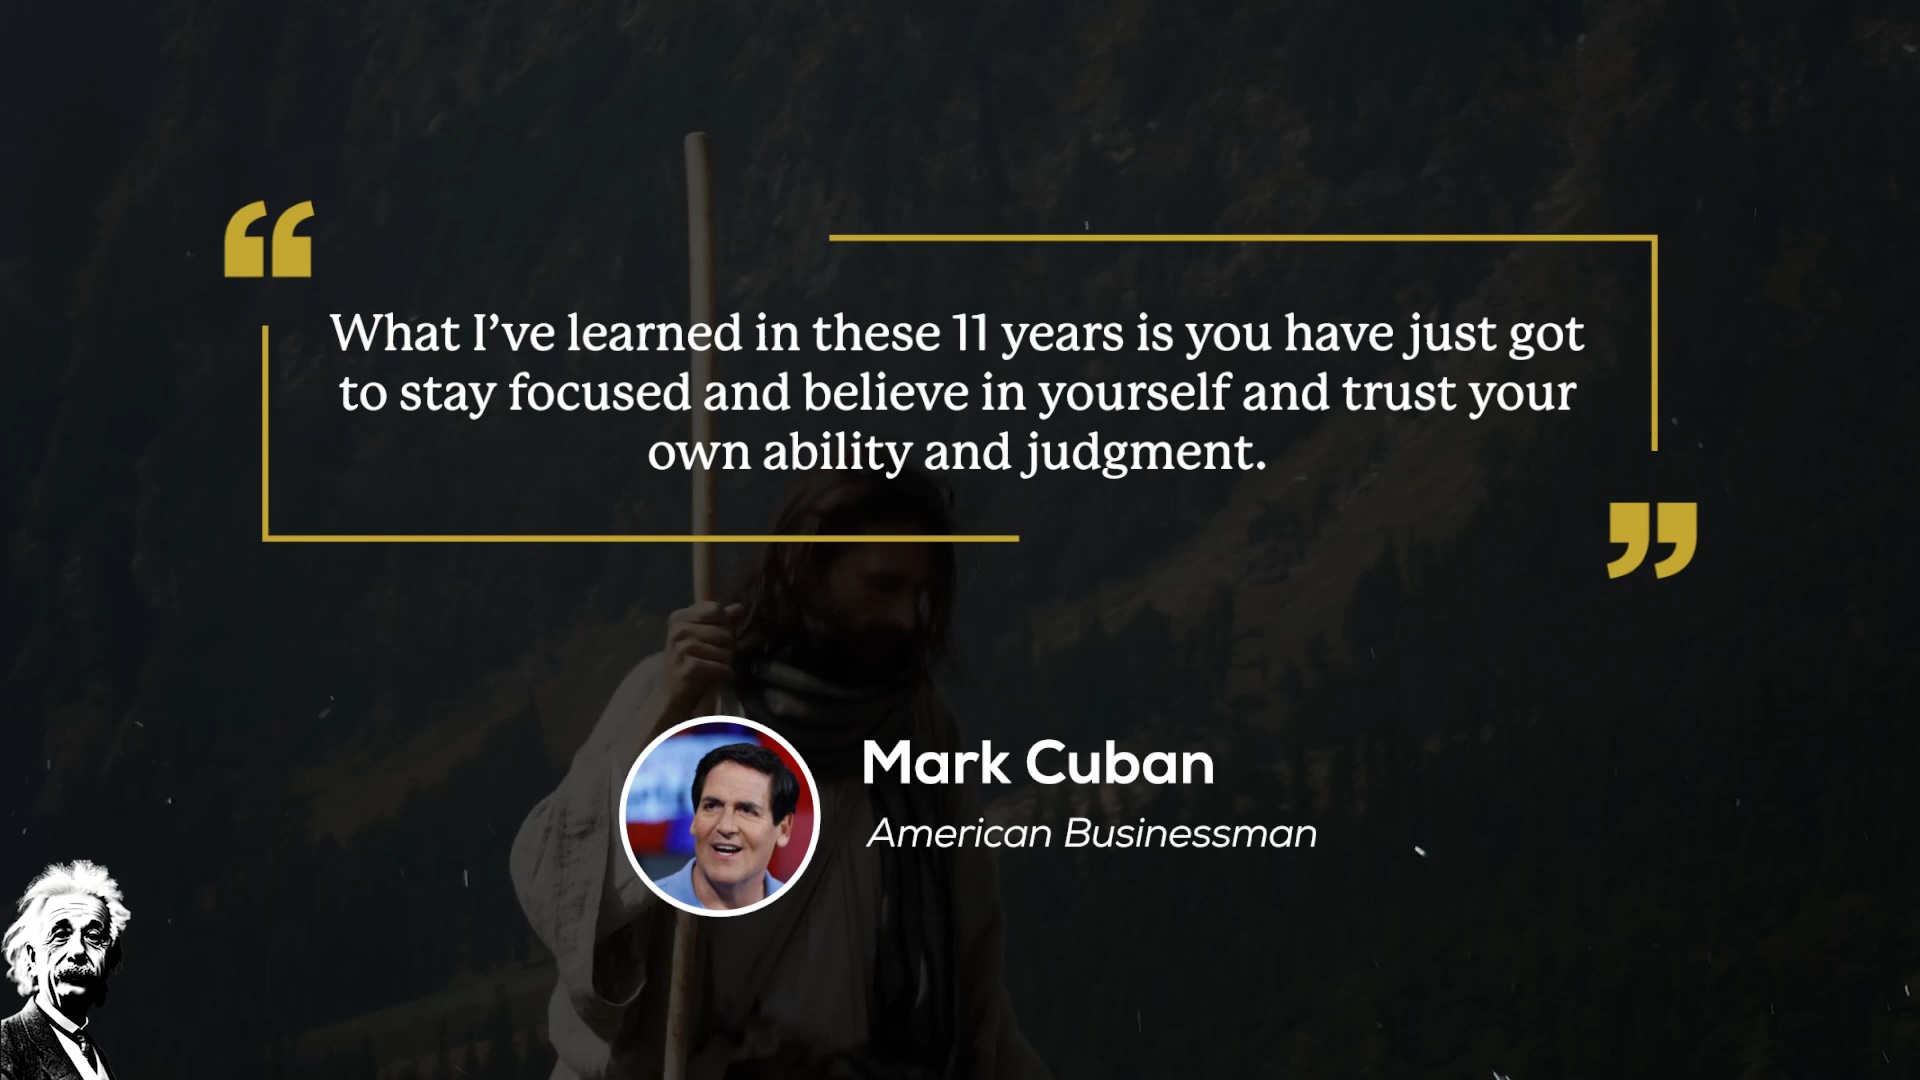 What I’ve learned in these 11 years is you have just got
to stay focused and believe in yourself and trust your
own ability and judgment.
Mark Cuban
American Businessman